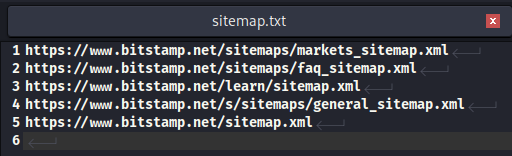 sitemap.txt
x
1 https://www.bitstamp.net/sitemaps/markets_sitemap.xml
2 https://www.bitstamp.net/sitemaps/faq_sitemap.xml
3 https://www.bitstamp.net/learn/sitemap.xml
4 https://www.bitstamp.net/s/sitemaps/general_sitemap.xml
5 https://www.bitstamp.net/sitemap.xml
6